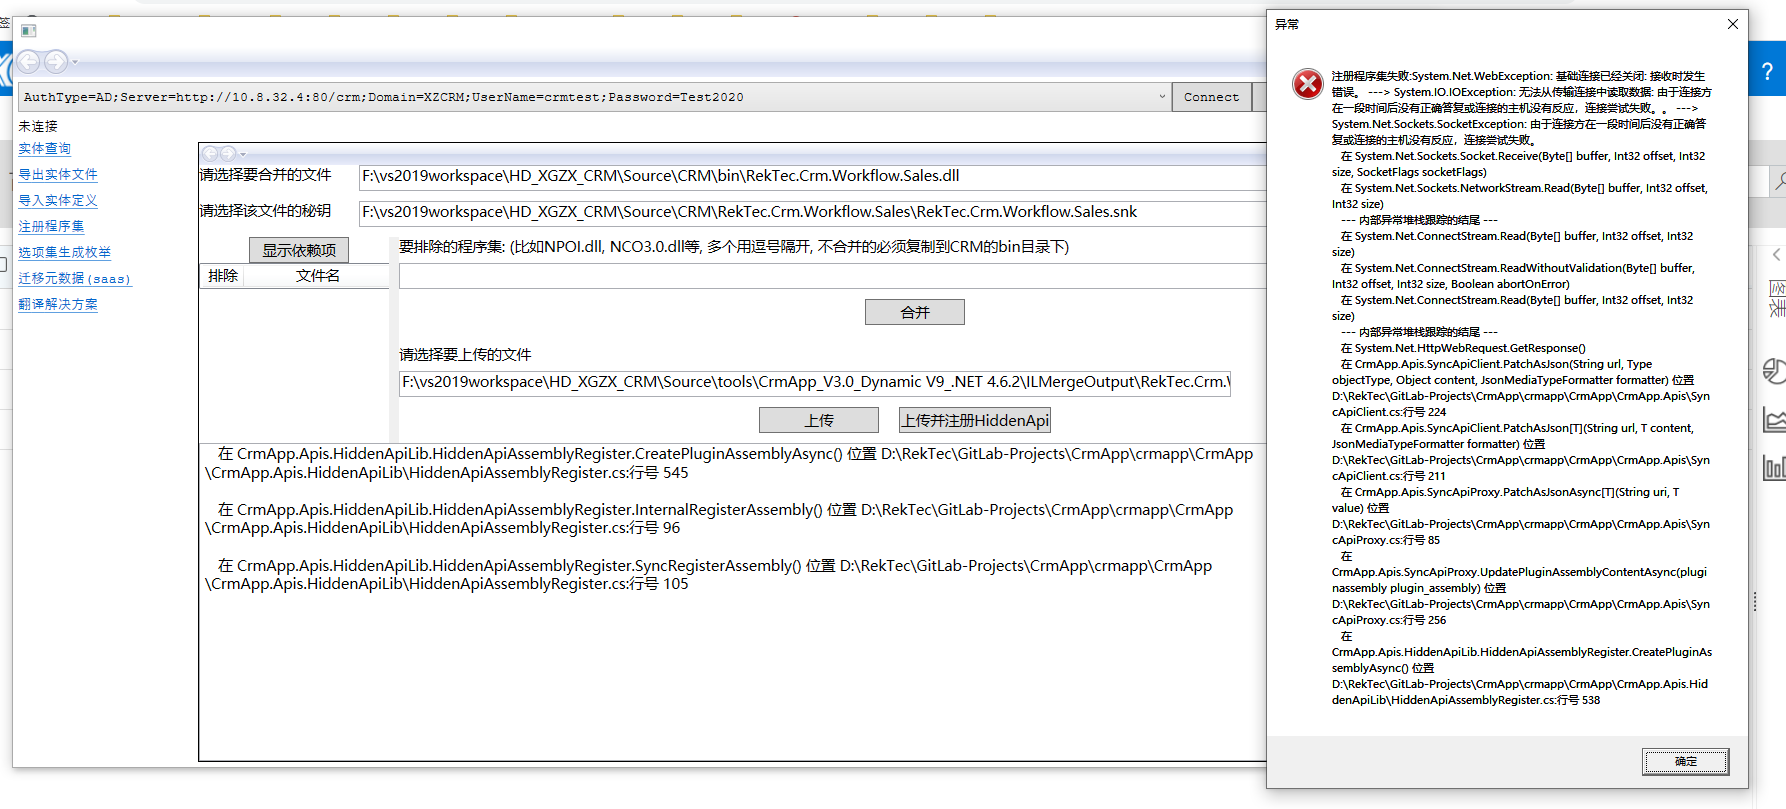 签
AuthType=AD;Server=http://10.8.32.4:80/crm;Domain=XZCRM;UserName=crmtest;Password=Test2020
Connect
未连接
实体查询
导出实体文件
导入实体定义
注册程序集
选项集生成枚举
迁移元数据(saas)
翻译解决方案
请选择要合并的文件
F:\vs2019workspace\HD_XGZX_CRM\Source\CRM\bin\RekTec.Crm.Workflow.Sales.dll
请选择该文件的秘钥
F:\vs2019workspace\HD_XGZX_CRM\Source\CRM\RekTec.Crm.Workflow.Sales\RekTec.Crm.Workflow.Sales.snk
显示依赖项
要排除的程序集: (比如NPOI.dll, NCO3.0.dll等, 多个用逗号隔开, 不合并的必须复制到CRM的bin目录下)
排除 文件名
合并
请选择要上传的文件
F:\vs2019workspace\HD_XGZX_CRM\Source\tools\CrmApp_V3.0_Dynamic V9_.NET 4.6.2\ILMergeOutput\RekTec.Crm.
上传 上传并注册HiddenApi
在 CrmApp.Apis.HiddenApiLib.HiddenApiAssemblyRegister.CreatePluginAssemblyAsync() 位置 D:\RekTec\GitLab-Projects\CrmApp\crmapp\CrmApp
\CrmApp.Apis.HiddenApiLib\HiddenApiAssemblyRegister.cs:行号 545
在 CrmApp.Apis.HiddenApiLib.HiddenApiAssemblyRegister.InternalRegisterAssembly() 位置 D:\RekTec\GitLab-Projects\CrmApp\crmapp\CrmApp
\CrmApp.Apis.HiddenApiLib\HiddenApiAssemblyRegister.cs:行号 96
在 CrmApp.Apis.HiddenApiLib.HiddenApiAssemblyRegister.SyncRegisterAssembly() 位置 D:\RekTec\GitLab-Projects\CrmApp\crmapp\CrmApp
\CrmApp.Apis.HiddenApiLib\HiddenApiAssemblyRegister.cs:行号 105
异常
注册程序集失败:System.Net.WebException: 基础连接已经关闭: 接收时发生
错误。 ---> System.IO.IOException: 无法从传输连接中读取数据: 由于连接方
在一段时间后没有正确答复或连接的主机没有反应，连接尝试失败。。 --->
System.Net.Sockets.SocketException: 由于连接方在一段时间后没有正确答
复或连接的主机没有反应，连接尝试失败。
在 System.Net.Sockets.Socket.Receive(Byte[] buffer, Int32 offset, Int32
size, SocketFlags socketFlags)
在 System.Net.Sockets.NetworkStream.Read(Byte[] buffer, Int32 offset,
Int32 size)
--- 内部异常堆栈跟踪的结尾 ---
在 System.Net.ConnectStream.Read(Byte[] buffer, Int32 offset, Int32
size)
在 System.Net.ConnectStream.ReadWithoutValidation(Byte[] buffer,
Int32 offset, Int32 size, Boolean abortOnError)
在 System.Net.ConnectStream.Read(Byte[] buffer, Int32 offset, Int32
size)
--- 内部异常堆栈跟踪的结尾 ---
在 System.Net.HttpWebRequest.GetResponse()
在 CrmApp.Apis.SyncApiClient.PatchAsJson(String url, Type
objectType, Object content, JsonMediaTypeFormatter formatter) 位置
D:\RekTec\GitLab-Projects\CrmApp\crmapp\CrmApp\CrmApp.Apis\Syn
cApiClient.cs:行号 224
在 CrmApp.Apis.SyncApiClient.PatchAsJson[T](String url, T content,
JsonMediaTypeFormatter formatter) 位置
D:\RekTec\GitLab-Projects\CrmApp\crmapp\CrmApp\CrmApp.Apis\Syn
cApiClient.cs:行号 211
在 CrmApp.Apis.SyncApiProxy.PatchAsJsonAsync[T](String uri, T
value) 位置
D:\RekTec\GitLab-Projects\CrmApp\crmapp\CrmApp\CrmApp.Apis\Syn
cApiProxy.cs:行号 85
在
CrmApp.Apis.SyncApiProxy.UpdatePluginAssemblyContentAsync(plugi
nassembly plugin_assembly) 位置
D:\RekTec\GitLab-Projects\CrmApp\crmapp\CrmApp\CrmApp.Apis\Syn
cApiProxy.cs:行号 256
在
CrmApp.Apis.HiddenApiLib.HiddenApiAssemblyRegister.CreatePluginAs
semblyAsync() 位置
D:\RekTec\GitLab-Projects\CrmApp\crmapp\CrmApp\CrmApp.Apis.Hid
denApiLib\HiddenApiAssemblyRegister.cs:行号 538
确定
?
图表